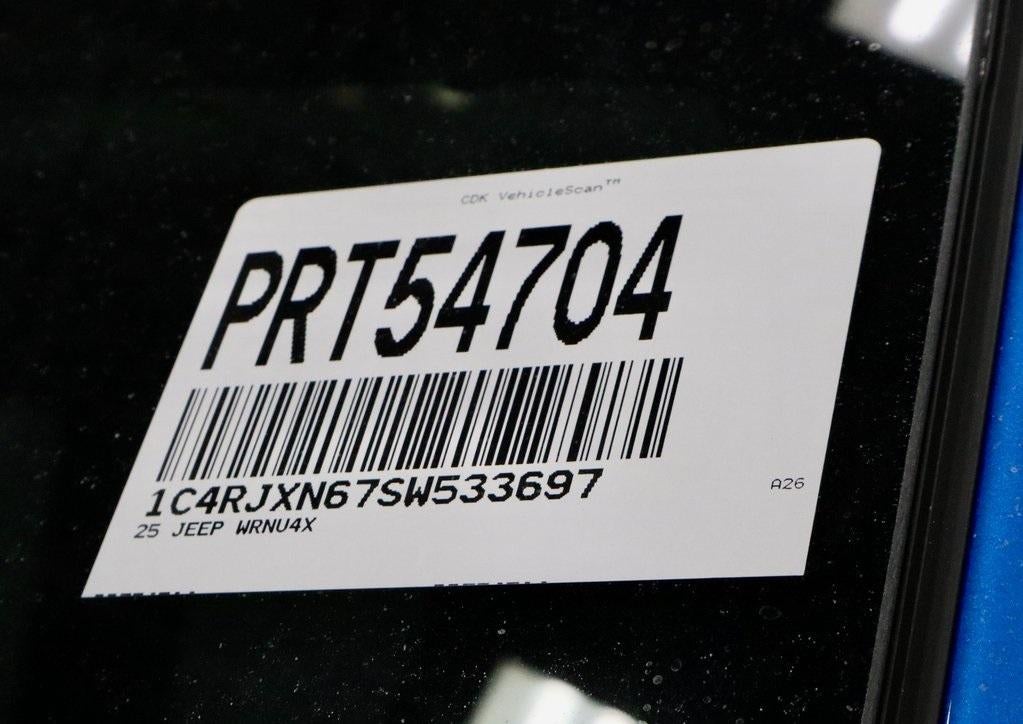 CDK VehicleScan™
PRT54704
1C4RJXN67SW533697
A26
25 JEEP WRNU4X